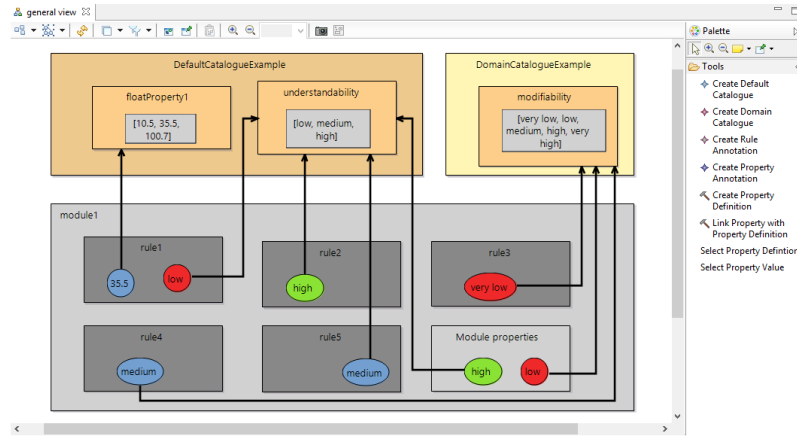 general view
Palette
DefaultCatalogueExample
DomainCatalogueExample
floatProperty1
understandability
modifiability
[10.5, 35.5,
100.7]
[low, medium,
high]
[very low, low,
medium, high, very
high]
module1
rule1
rule2
rule3
35.5
low
high
very low
rule4
rule5
Module properties
medium
medium
high
low
Tools
Create Default
Catalogue
Create Domain
Catalogue
Create Rule
Annotation
Create Property
Annotation
Create Property
Definition
Link Property with
Property Definition
Select Property Defintion
Select Property Value